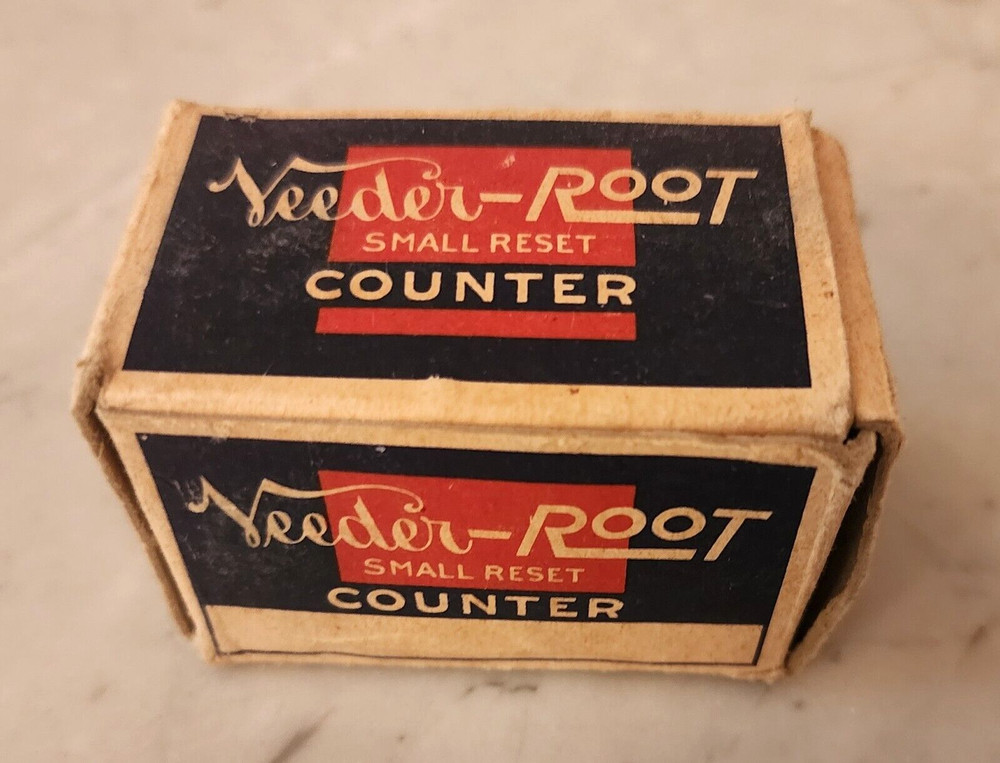 Veeder-ROOT
SMALL RESET
COUNTER
Veeder-ROOT
SMALL RESET
COUNTER